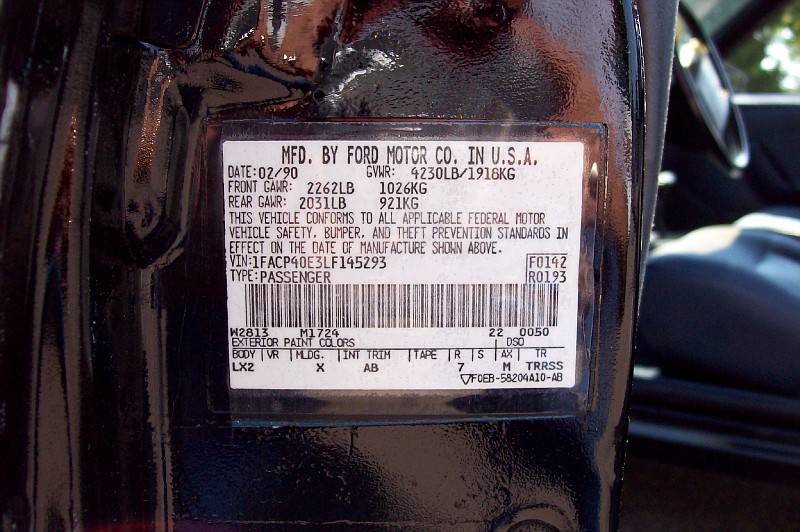 MFD. BY FORD MOTOR CO. IN U.S.A.
DATE: 02/90 GVWR: 4230LB/1918KG
FRONT GAWR: 2262LB 1026KG
REAR GAWR: 2031LB 921KG
THIS VEHICLE CONFORMS TO ALL APPLICABLE FEDERAL MOTOR
VEHICLE SAFETY, BUMPER, AND THEFT PREVENTION STANDARDS IN
EFFECT ON THE DATE OF MANUFACTURE SHOWN ABOVE.
VIN: 1FACP40E3LF145293 F0142
TYPE: PASSENGER R0193
W2813 M1724 22 0050
EXTERIOR PAINT COLORS DSO
BODY VR MLDG. INT TRIM TAPE R S AX TR
LX2 X AB 7 M TRRSS
F0EB-58204A10-AB